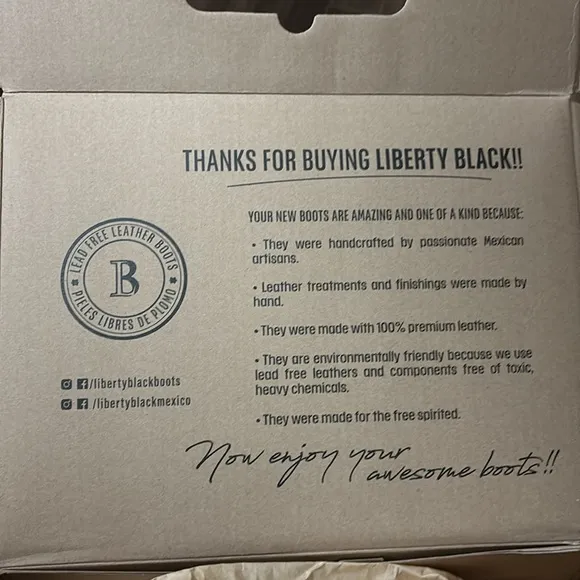 THANKS FOR BUYING LIBERTY BLACK!!
YOUR NEW BOOTS ARE AMAZING AND ONE OF A KIND BECAUSE:
• They were handcrafted by passionate Mexican
artisans.
• Leather treatments and finishings were made by
hand.
• They were made with 100% premium leather.
• They are environmentally friendly because we use
lead free leathers and components free of toxic,
heavy chemicals.
• They were made for the free spirited.
Now enjoy your
awesome boots!!
LEAD FREE LEATHER BOOTS
B
PIELES LIBRES DE PLOMO
/libertyblackboots
/libertyblackmexico